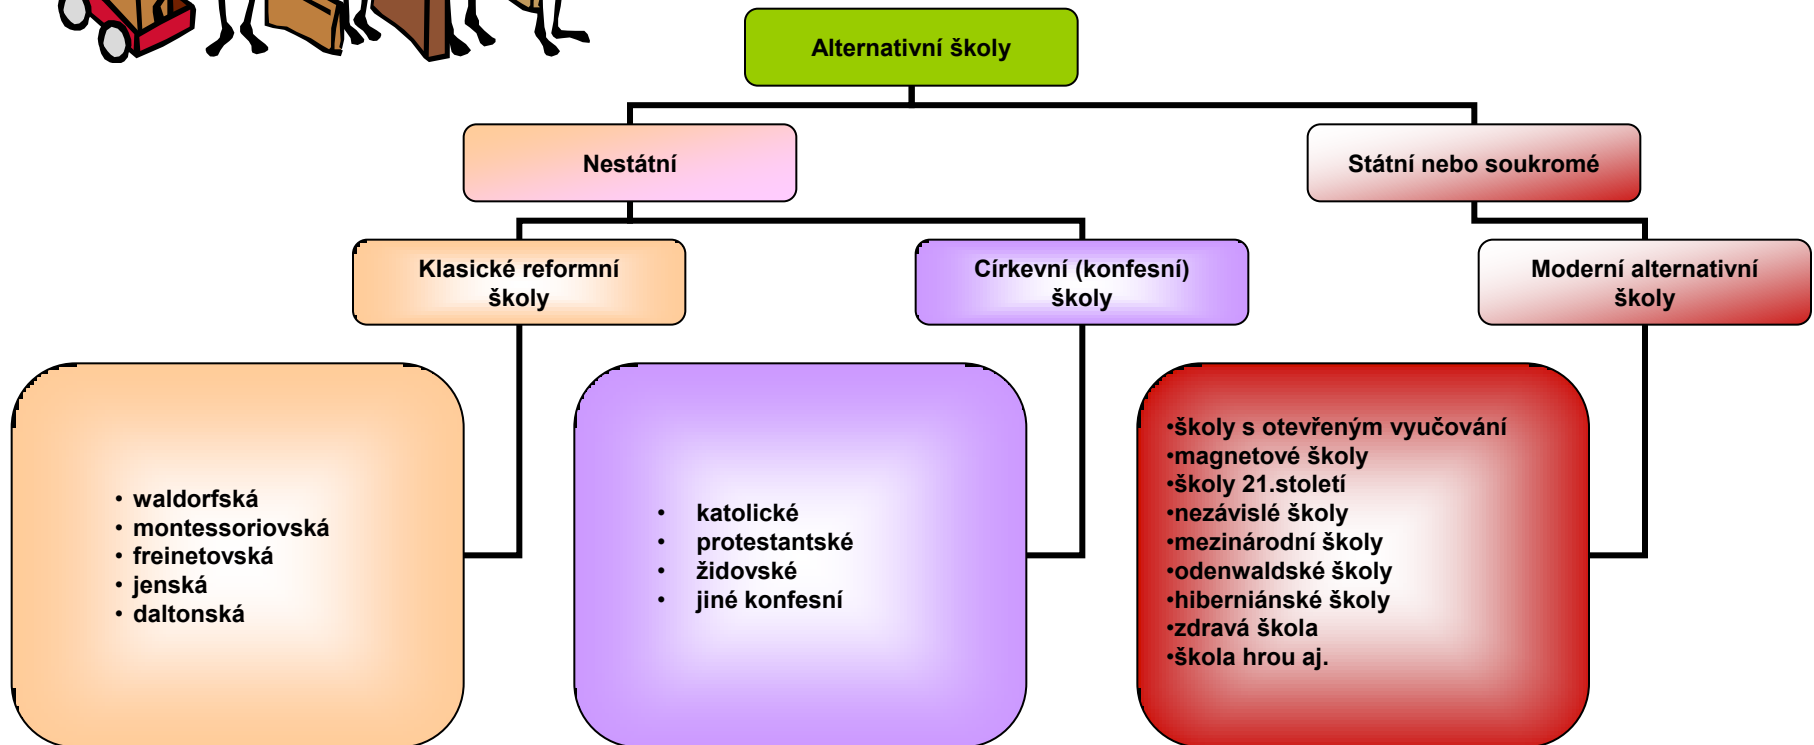 Alternativní školy
Nestátní
Státní nebo soukromé
Klasické reformní
školy
Církevní (konfesní)
školy
Moderní alternativní
školy
• waldorfská
• montessoriovská
• freinetovská
• jenská
• daltonská
• katolické
• protestantské
• židovské
• jiné konfesní
•školy s otevřeným vyučování
•magnetové školy
•školy 21.století
•nezávislé školy
•mezinárodní školy
•odenwaldské školy
•hiberniánské školy
•zdravá škola
•škola hrou aj.